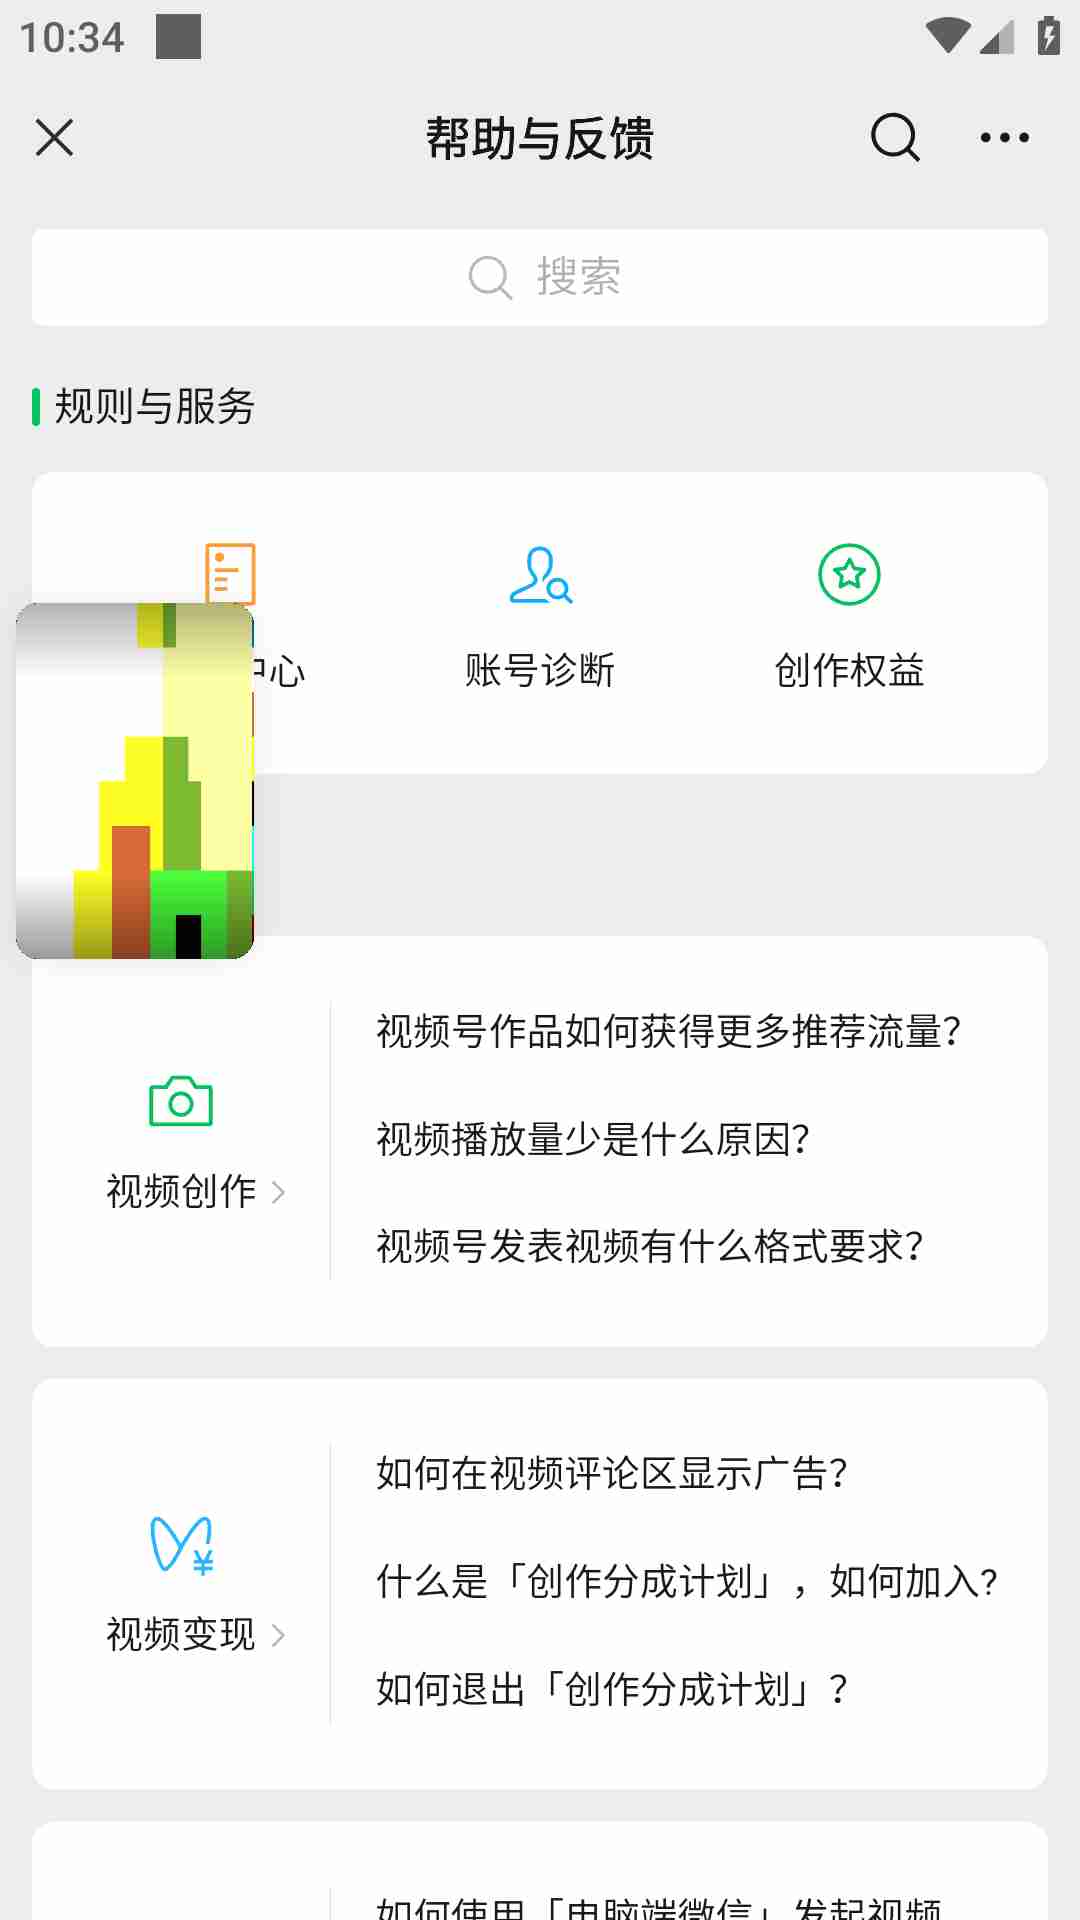 10:34
帮助与反馈
搜索
规则与服务
中心
账号诊断
创作权益
视频号作品如何获得更多推荐流量?
视频播放量少是什么原因?
视频创作
视频号发表视频有什么格式要求?
如何在视频评论区显示广告?
什么是「创作分成计划」，如何加入?
视频变现
如何退出「创作分成计划」?
如何使用「电脑端微信」发起视频